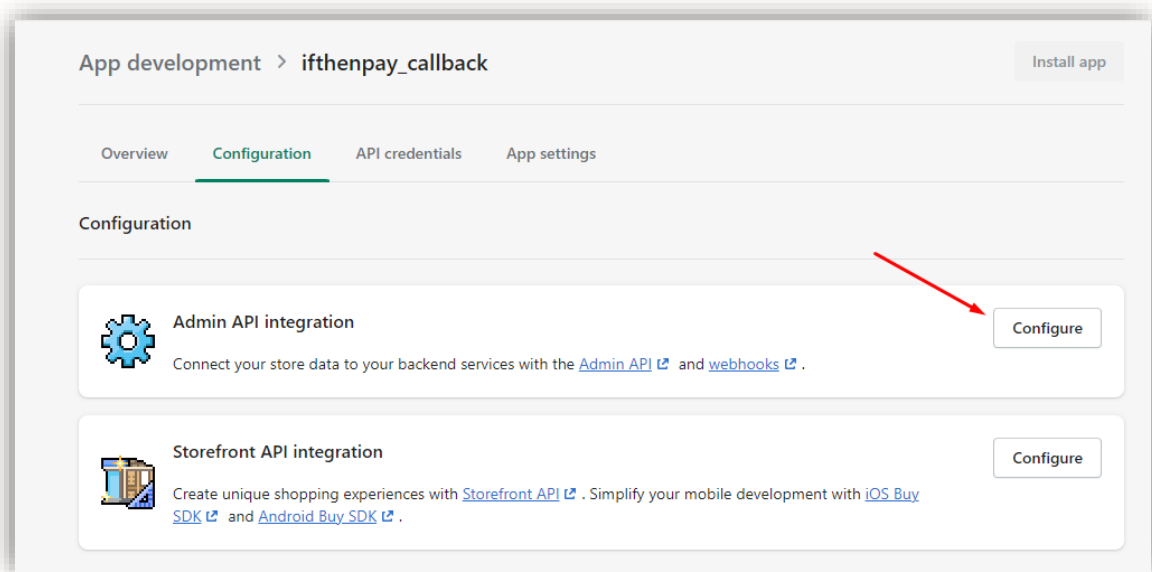 App development > ifthenpay_callback
Install app
Overview Configuration API credentials App settings
Configuration
Admin API integration
Configure
Connect your store data to your backend services with the Admin API and webhooks .
Storefront API integration
Configure
Create unique shopping experiences with Storefront API . Simplify your mobile development with iOS Buy
SDK and Android Buy SDK .